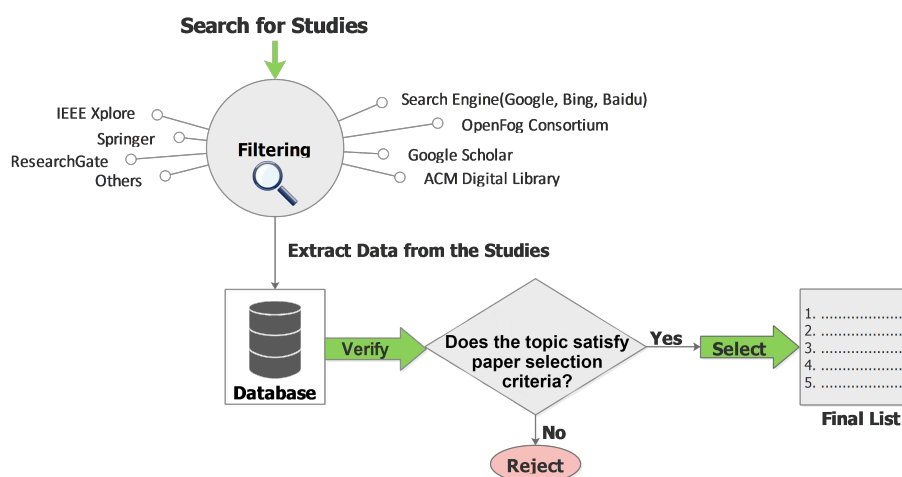 Search for Studies
IEEE Xplore
Springer
ResearchGate
Others
Filtering
Search Engine(Google, Bing, Baidu)
OpenFog Consortium
Google Scholar
ACM Digital Library
Extract Data from the Studies
Database
Verify
Does the topic satisfy
paper selection
criteria?
Yes
Select
1. ....................
2. ....................
3. ....................
4. ....................
5. ....................
Final List
No
Reject